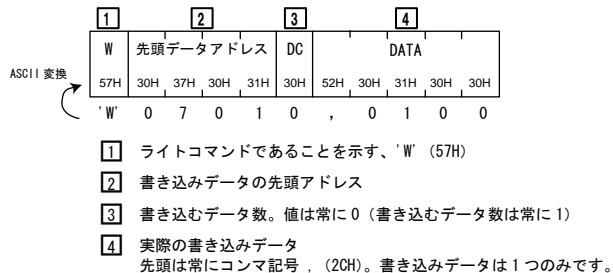 1 2 3 4
W 先頭データアドレス DC DATA
57H 30H 37H 30H 31H 30H 52H 30H 31H 30H 30H
ASCII変換
'W' 0 7 0 1 0 , 0 1 0 0
1 ライトコマンドであることを示す、'W' (57H)
2 書き込みデータの先頭アドレス
3 書き込むデータ数。値は常に0（書き込むデータ数は常に1）
4 実際の書き込みデータ
先頭は常にコンマ記号 , (2CH)。書き込みデータは1つのみです。